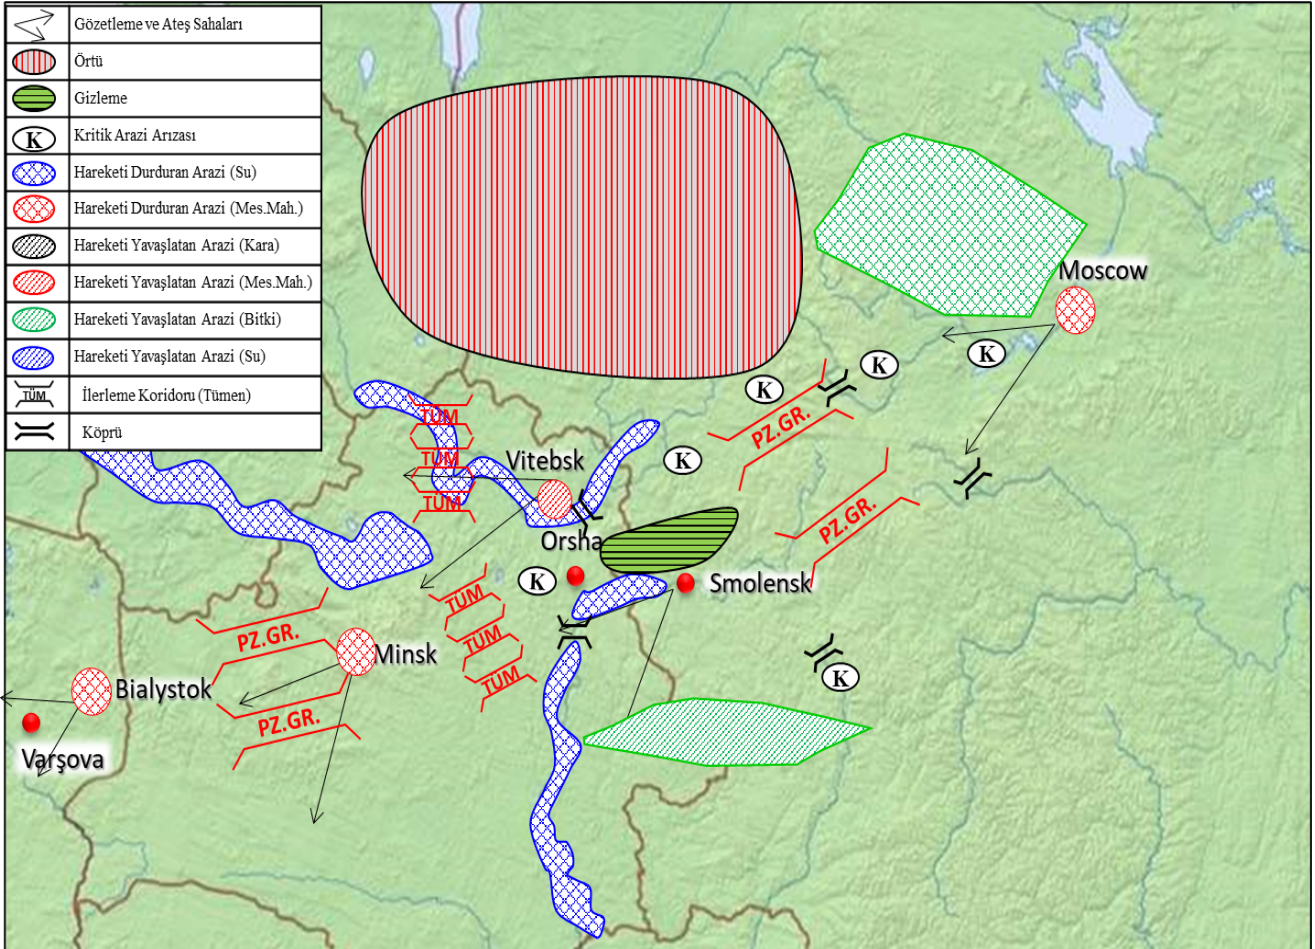 Gözetleme ve Ateş Sahaları
Örtü
Gizleme
K Kritik Arazi Arızası
Hareketi Durduran Arazi (Su)
Hareketi Durduran Arazi (Mes.Mah.)
Hareketi Yavaşlatan Arazi (Kara)
Hareketi Yavaşlatan Arazi (Mes.Mah.)
Hareketi Yavaşlatan Arazi (Bitki)
Hareketi Yavaşlatan Arazi (Su)
TÜM İlerleme Koridoru (Tümen)
Köprü
Moscow
K
K
K
TÜM
PZ.GR.
TÜM
Vitebsk
K
TÜM
PZ.GR.
Orsha
K
Smolensk
TÜM
PZ.GR.
TÜM
Minsk
K
TÜM
Bialystok
PZ.GR.
Varşova